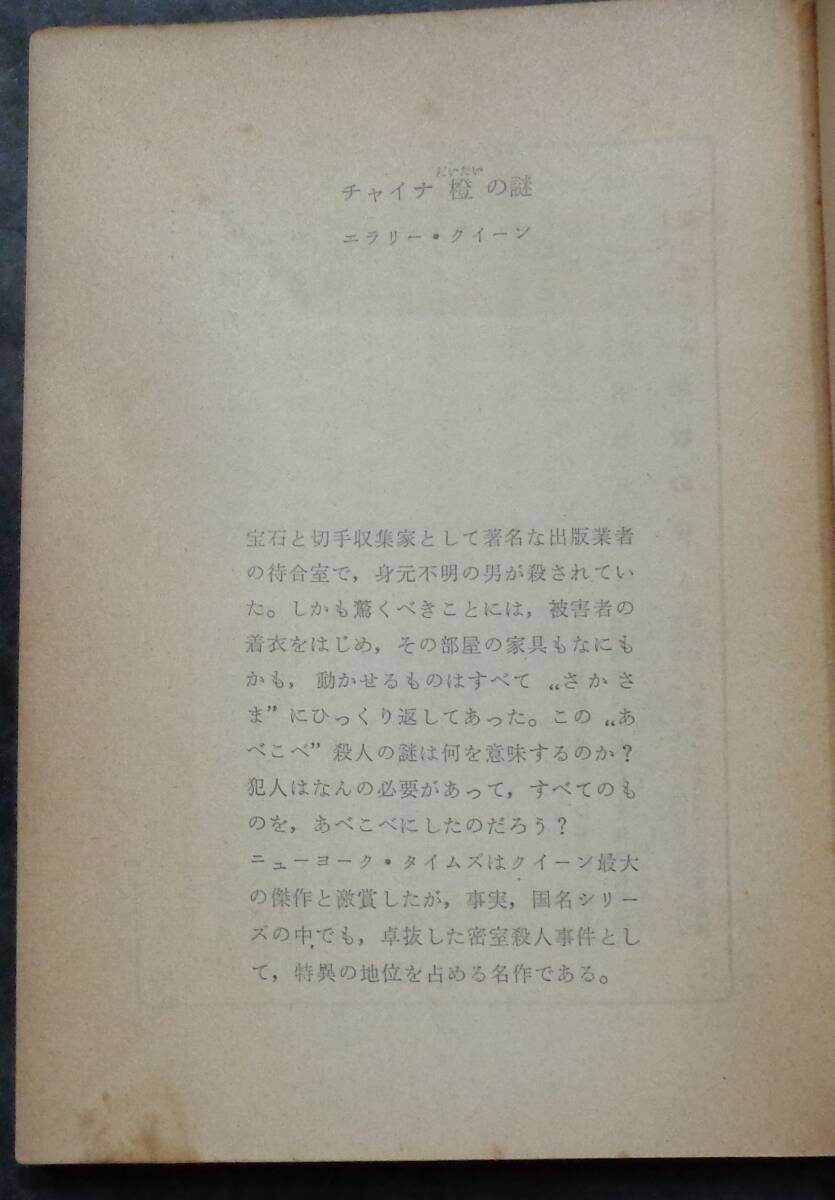 だいだい
チャイナ橙の謎
エラリー・クイーン
宝石と切手収集家として著名な出版業者
の待合室で，身元不明の男が殺されてい
た。しかも驚くべきことには，被害者の
着衣をはじめ，その部屋の家具もなにも
かも，動かせるものはすべて “さかさ
ま” にひっくり返してあった。この “あ
べこべ” 殺人の謎は何を意味するのか？
犯人はなんの必要があって，すべてのも
のを，あべこべにしたのだろう？
ニューヨーク・タイムズはクイーン最大
の傑作と激賞したが，事実，国名シリー
ズの中でも，卓抜した密室殺人事件とし
て，特異の地位を占める名作である。